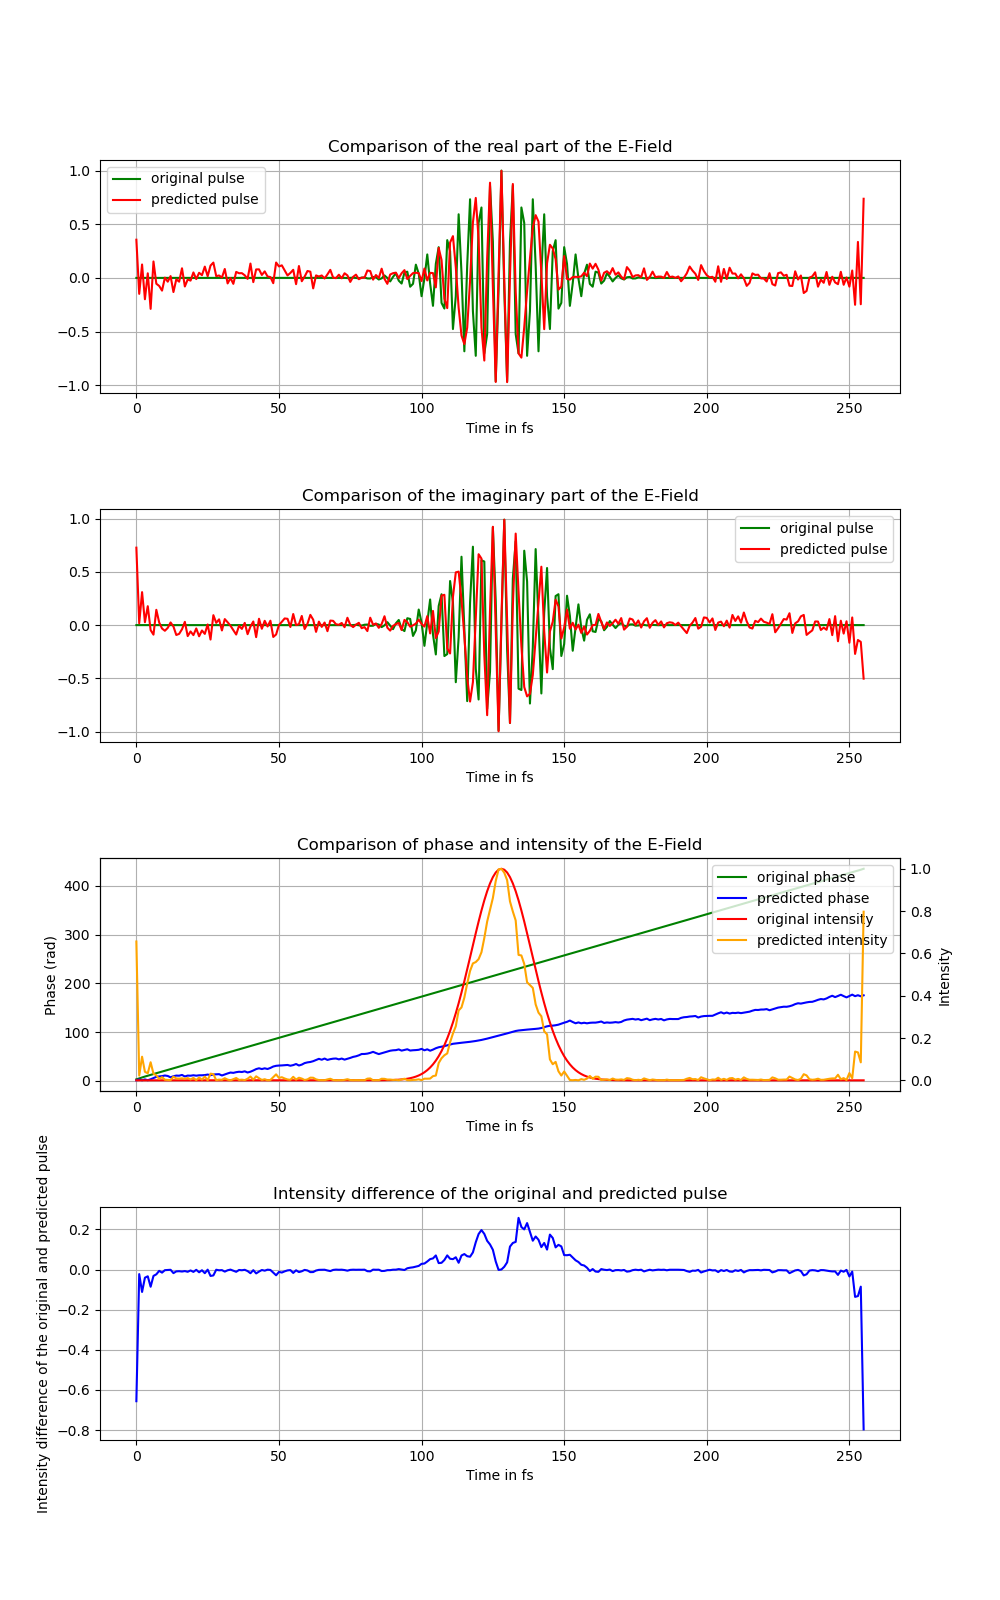 Comparison of the real part of the E-Field
original pulse
predicted pulse
1.0
0.5
0.0
−0.5
−1.0
0 50 100 150 200 250
Time in fs
Comparison of the imaginary part of the E-Field
original pulse
predicted pulse
1.0
0.5
0.0
−0.5
−1.0
0 50 100 150 200 250
Time in fs
Comparison of phase and intensity of the E-Field
original phase
predicted phase
original intensity
predicted intensity
Phase (rad)
400
300
200
100
0
1.0
0.8
0.6
0.4
0.2
0.0
Intensity
0 50 100 150 200 250
Time in fs
Intensity difference of the original and predicted pulse
Intensity difference of the original and predicted pulse
0.2
0.0
−0.2
−0.4
−0.6
−0.8
0 50 100 150 200 250
Time in fs